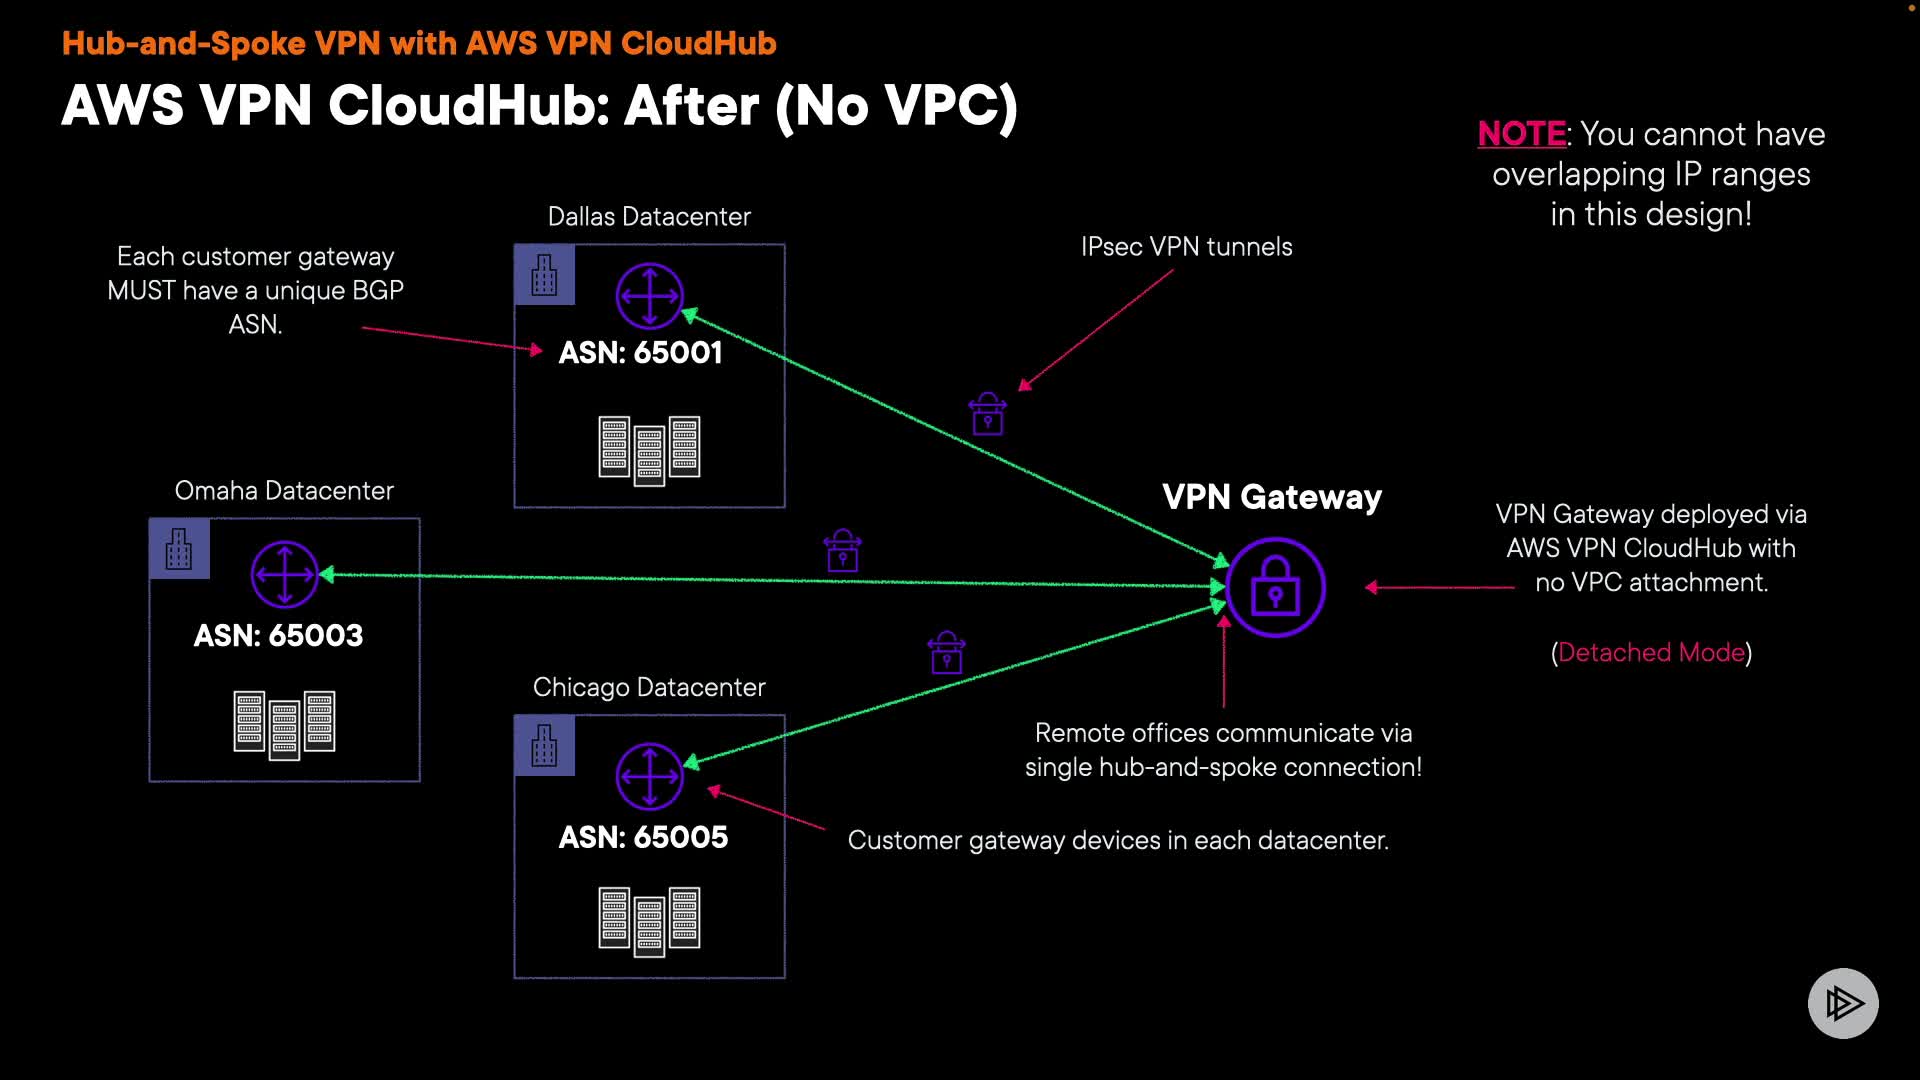 Hub-and-Spoke VPN with AWS VPN CloudHub
AWS VPN CloudHub: After (No VPC)
NOTE: You cannot have
overlapping IP ranges
in this design!
Dallas Datacenter
Each customer gateway
MUST have a unique BGP
ASN.
IPsec VPN tunnels
ASN: 65001
Omaha Datacenter
VPN Gateway
VPN Gateway deployed via
AWS VPN CloudHub with
no VPC attachment.
(Detached Mode)
ASN: 65003
Chicago Datacenter
Remote offices communicate via
single hub-and-spoke connection!
ASN: 65005
Customer gateway devices in each datacenter.